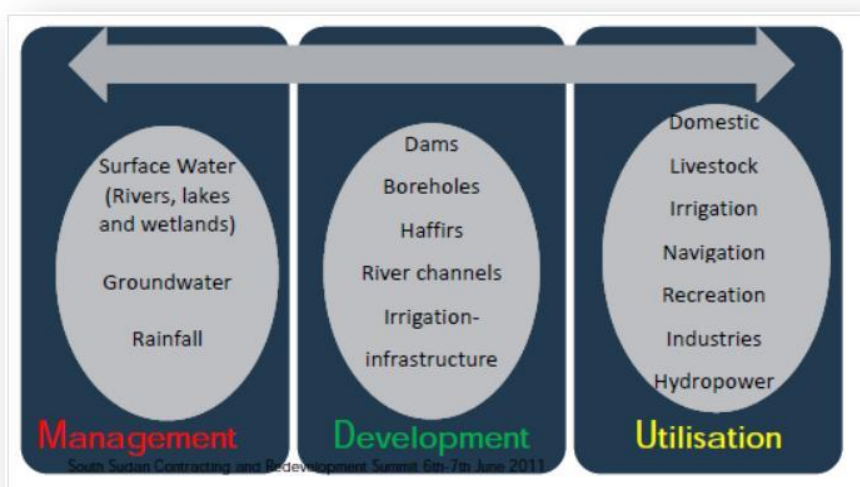 Surface Water
(Rivers, lakes
and wetlands)
Groundwater
Rainfall
Management
Dams
Boreholes
Haffirs
River channels
Irrigation-
infrastructure
Development
Domestic
Livestock
Irrigation
Navigation
Recreation
Industries
Hydropower
Utilisation
South Sudan Contracting and Redevelopment Summit 6th-7th June 2011